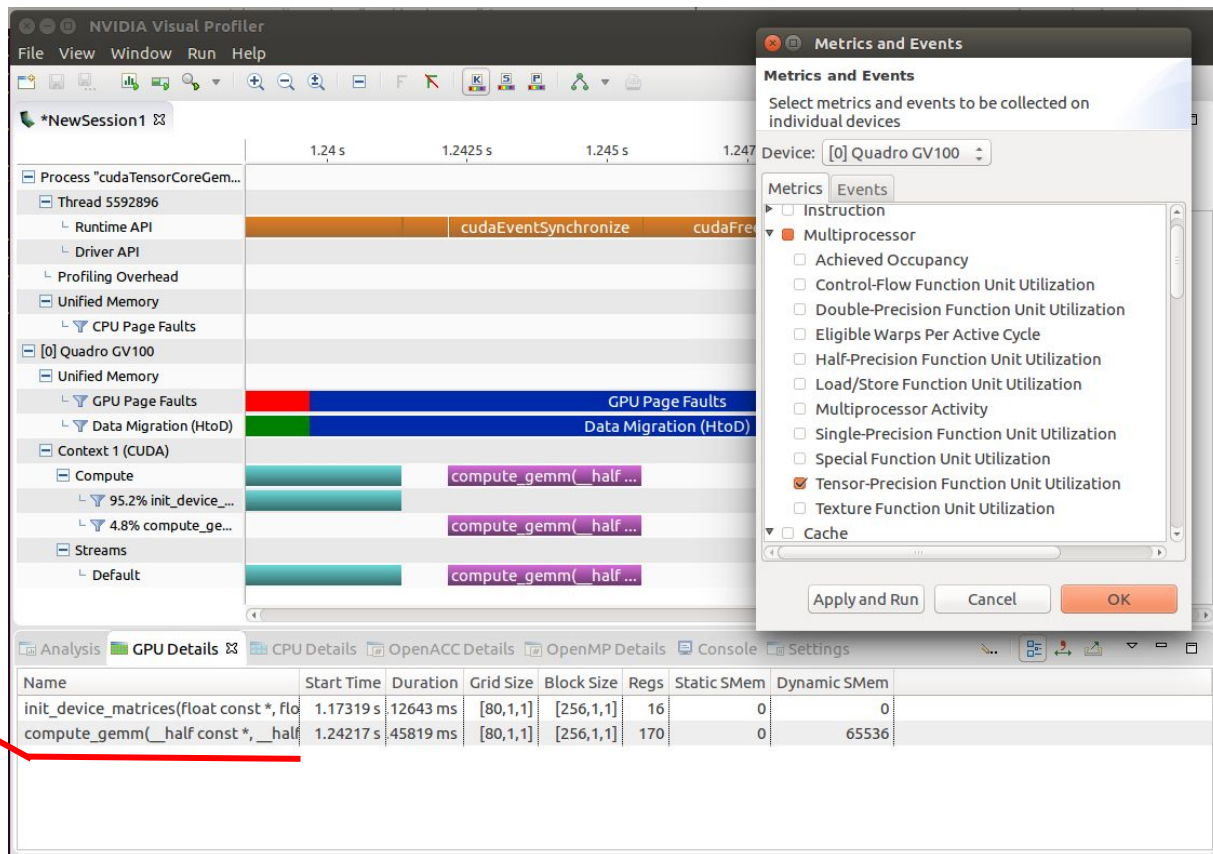 NVIDIA Visual Profiler
File View Window Run Help
*NewSession1
1.24 s 1.2425 s 1.245 s 1.247
Process "cudaTensorCoreGem...
Thread 5592896
Runtime API cudaEventSynchronize cudaFree
Driver API
Profiling Overhead
Unified Memory
CPU Page Faults
[0] Quadro GV100
Unified Memory
GPU Page Faults GPU Page Faults
Data Migration (HtoD) Data Migration (HtoD)
Context 1 (CUDA)
Compute compute_gemm(__half ...
95.2% init_device_...
4.8% compute_ge... compute_gemm(__half ...
Streams
Default compute_gemm(__half ...
Metrics and Events
Metrics and Events
Select metrics and events to be collected on
individual devices
Device: [0] Quadro GV100
Metrics Events
Instruction
Multiprocessor
Achieved Occupancy
Control-Flow Function Unit Utilization
Double-Precision Function Unit Utilization
Eligible Warps Per Active Cycle
Half-Precision Function Unit Utilization
Load/Store Function Unit Utilization
Multiprocessor Activity
Single-Precision Function Unit Utilization
Special Function Unit Utilization
Tensor-Precision Function Unit Utilization
Texture Function Unit Utilization
Cache
Apply and Run Cancel OK
Analysis GPU Details CPU Details OpenACC Details OpenMP Details Console Settings
Name Start Time Duration Grid Size Block Size Regs Static SMem Dynamic SMem
init_device_matrices(float const *, flo 1.17319 s .12643 ms [80,1,1] [256,1,1] 16 0 0
compute_gemm(__half const *, __half 1.24217 s .45819 ms [80,1,1] [256,1,1] 170 0 65536